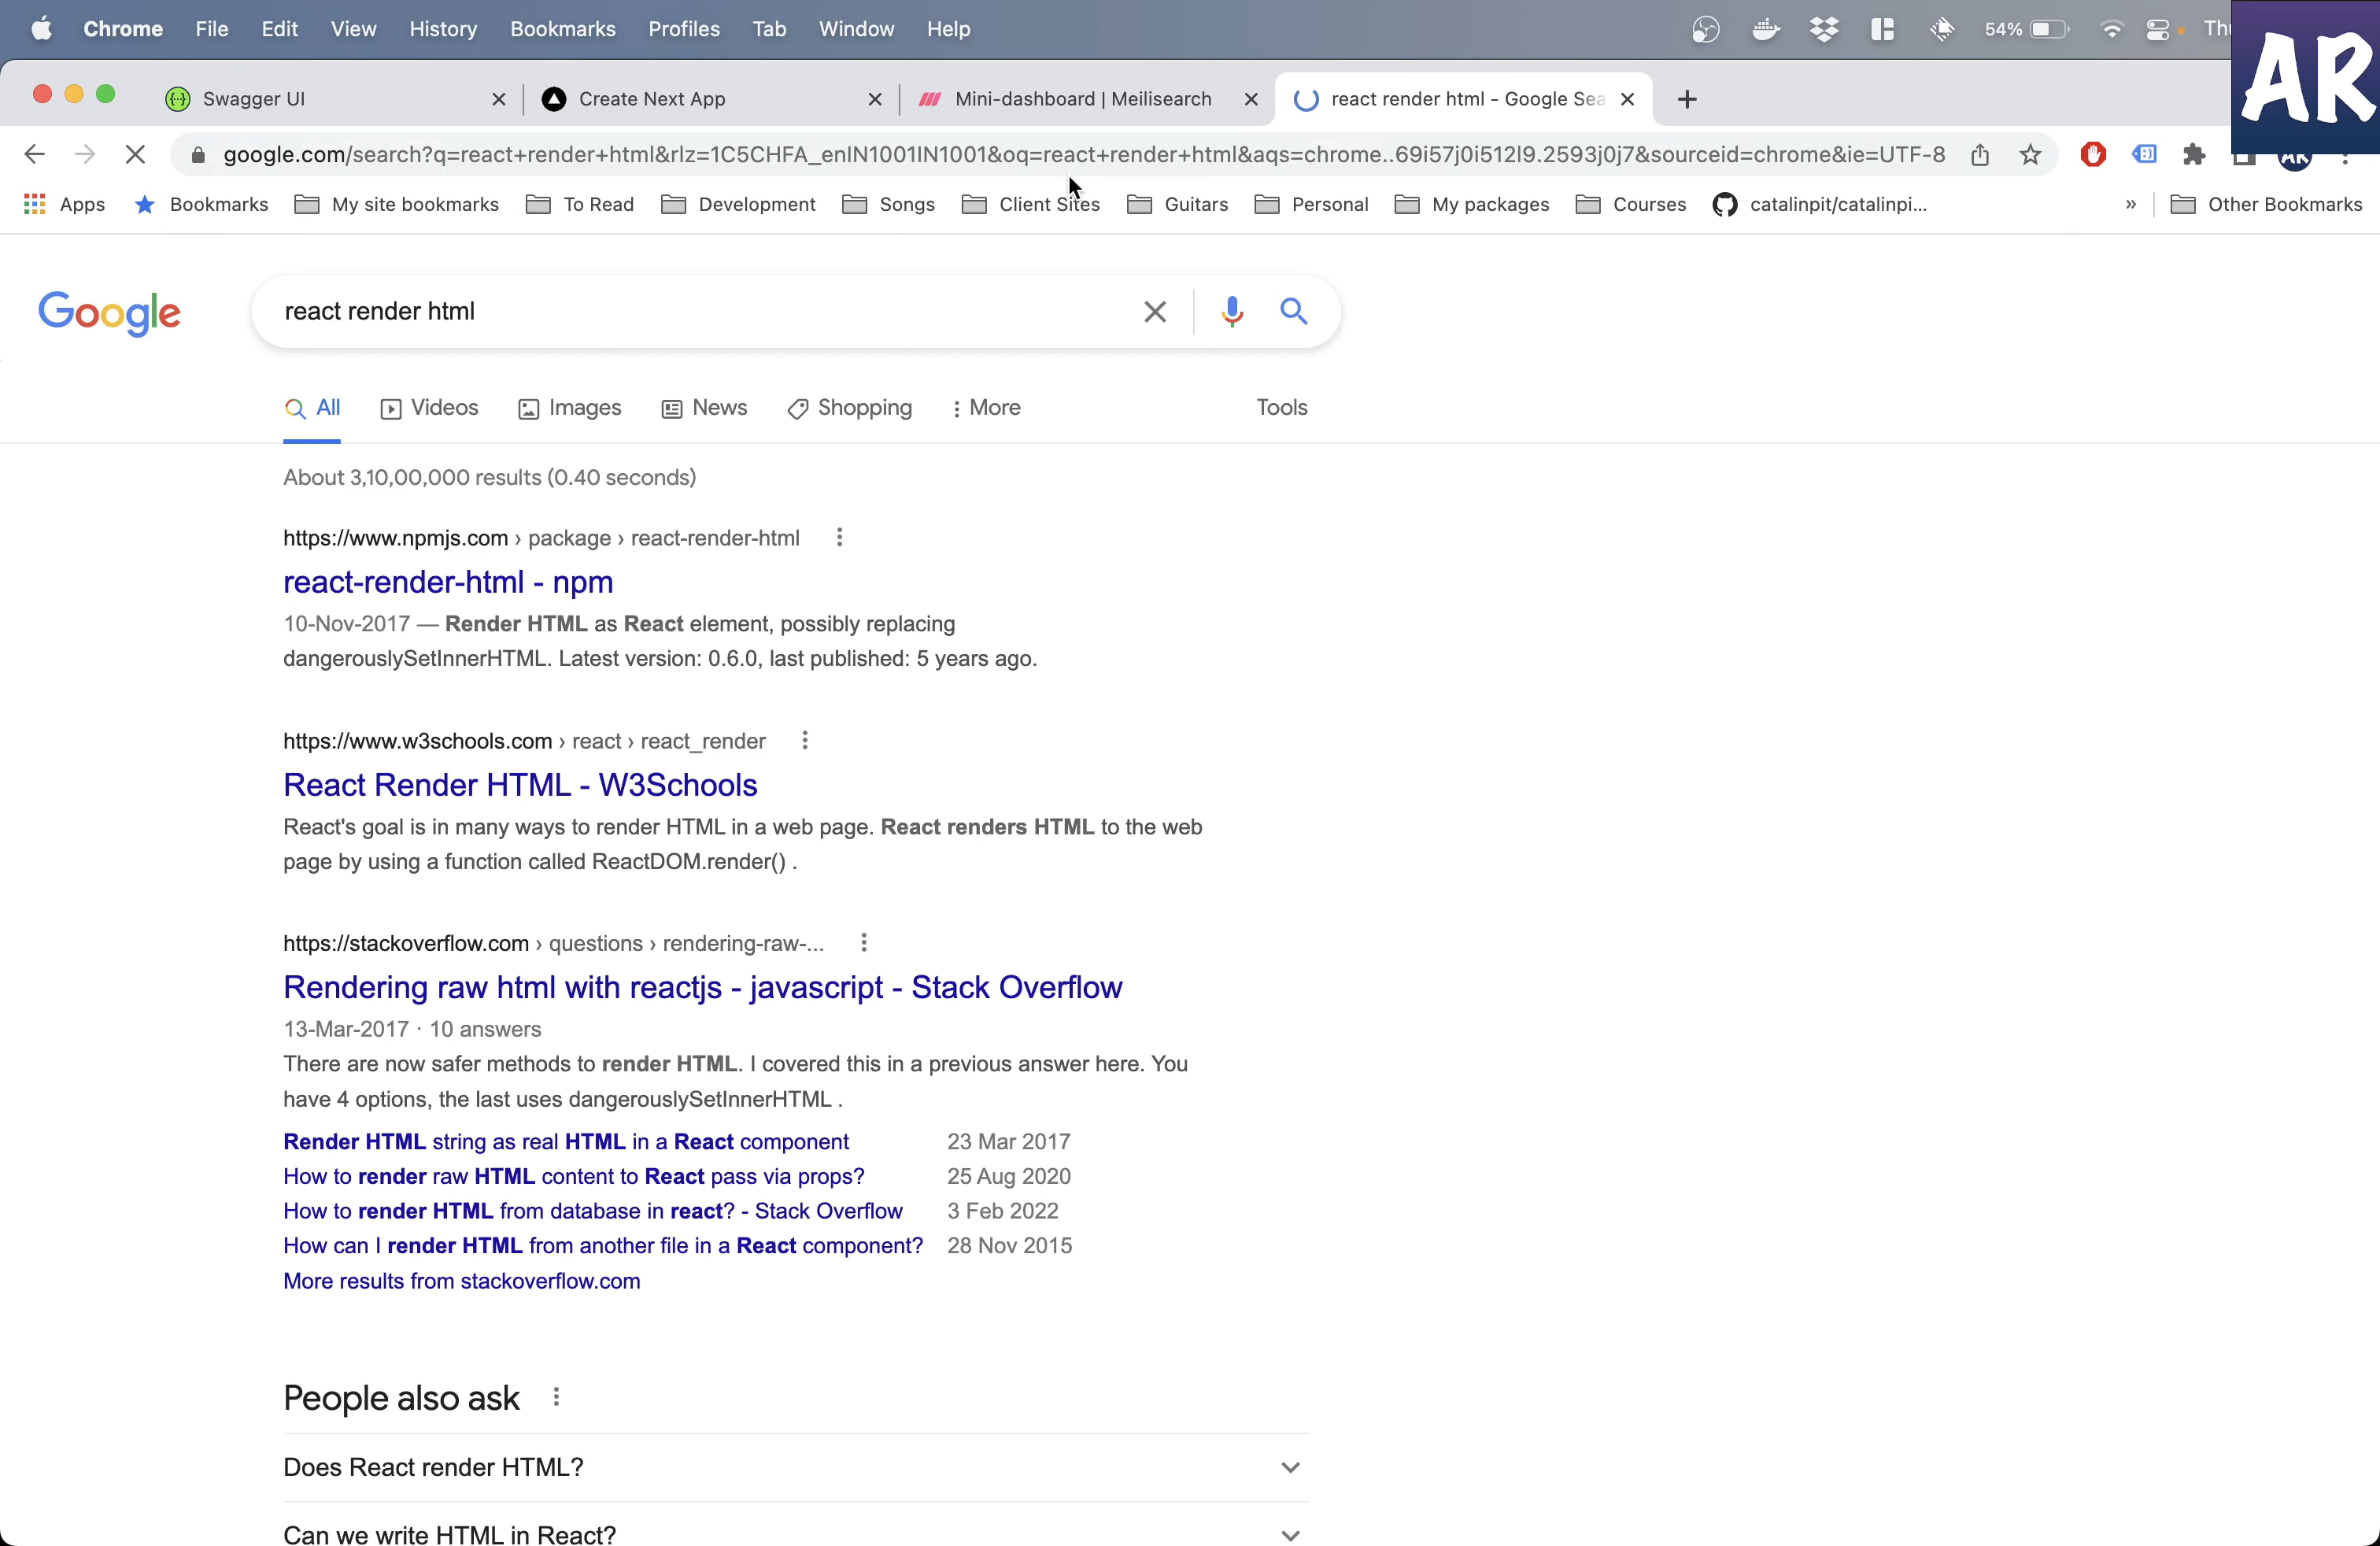 Chrome File Edit View History Bookmarks Profiles Tab Window Help 54%
AR
Swagger UI Create Next App Mini-dashboard | Meilisearch react render html - Google Sea
google.com/search?q=react+render+html&rlz=1C5CHFA_enIN1001IN1001&oq=react+render+html&aqs=chrome..69i57j0i512l9.2593j0j7&sourceid=chrome&ie=UTF-8
Apps Bookmarks My site bookmarks To Read Development Songs Client Sites Guitars Personal My packages Courses catalinpit/catalinpi... » Other Bookmarks
Google react render html
All Videos Images News Shopping More Tools
About 3,10,00,000 results (0.40 seconds)
https://www.npmjs.com › package › react-render-html
react-render-html - npm
10-Nov-2017 — Render HTML as React element, possibly replacing
dangerouslySetInnerHTML. Latest version: 0.6.0, last published: 5 years ago.
https://www.w3schools.com › react › react_render
React Render HTML - W3Schools
React's goal is in many ways to render HTML in a web page. React renders HTML to the web
page by using a function called ReactDOM.render() .
https://stackoverflow.com › questions › rendering-raw-...
Rendering raw html with reactjs - javascript - Stack Overflow
13-Mar-2017 · 10 answers
There are now safer methods to render HTML. I covered this in a previous answer here. You
have 4 options, the last uses dangerouslySetInnerHTML .
Render HTML string as real HTML in a React component 23 Mar 2017
How to render raw HTML content to React pass via props? 25 Aug 2020
How to render HTML from database in react? - Stack Overflow 3 Feb 2022
How can I render HTML from another file in a React component? 28 Nov 2015
More results from stackoverflow.com
People also ask
Does React render HTML?
Can we write HTML in React?